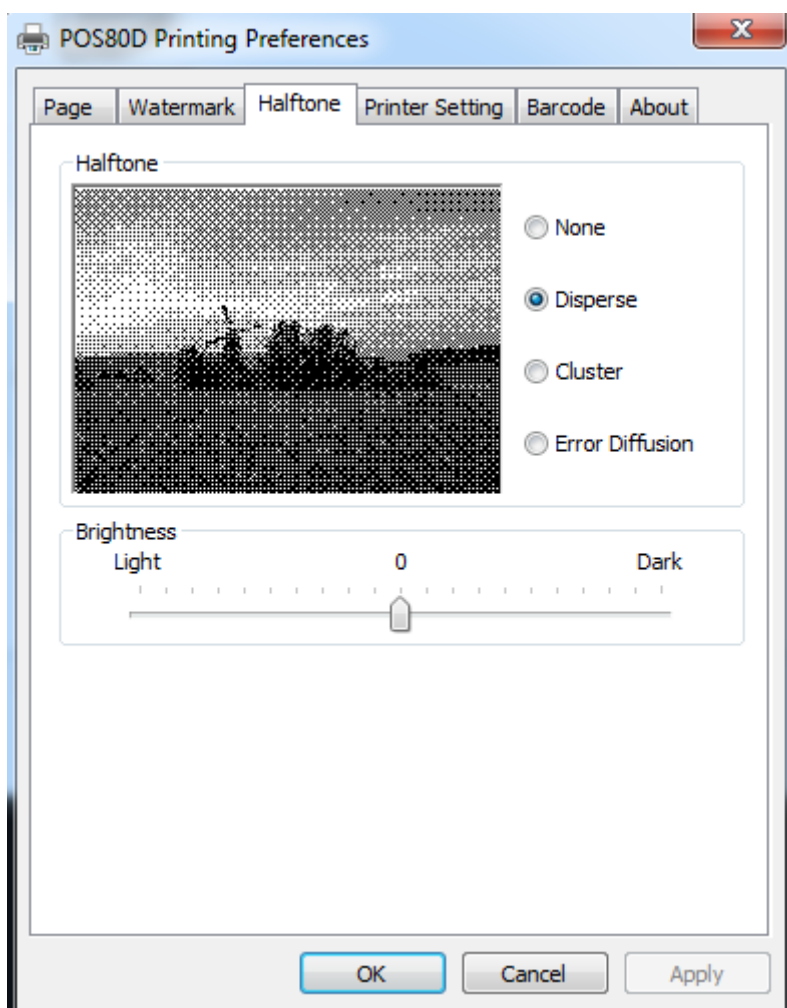 POS80D Printing Preferences
Page Watermark Halftone Printer Setting Barcode About
Halftone
None
Disperse
Cluster
Error Diffusion
Brightness
Light 0 Dark
OK Cancel Apply